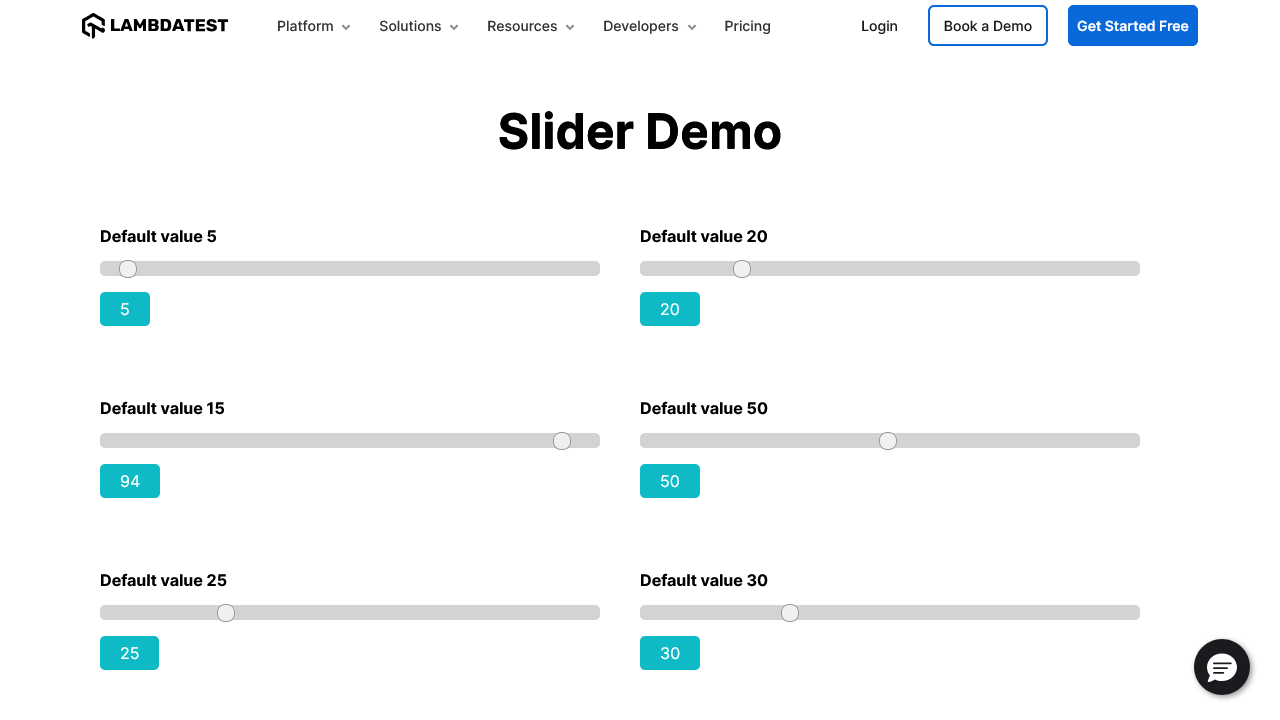 LAMBDATEST Platform Solutions Resources Developers Pricing Login Book a Demo Get Started Free
Slider Demo
Default value 5
5
Default value 20
20
Default value 15
94
Default value 50
50
Default value 25
25
Default value 30
30